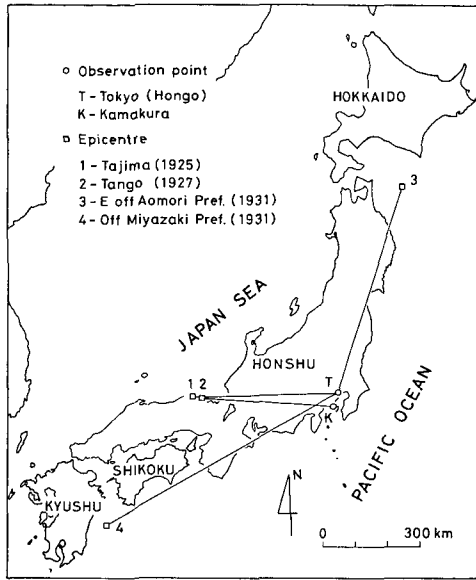 Observation point
T - Tokyo (Hongo)
K - Kamakura
Epicentre
1 - Tajima (1925)
2 - Tango (1927)
3 - E off Aomori Pref. (1931)
4 - Off Miyazaki Pref. (1931)
HOKKAIDO
3
JAPAN SEA
HONSHU
1 2
T
K
PACIFIC OCEAN
SHIKOKU
KYUSHU
4
N
0 300 km